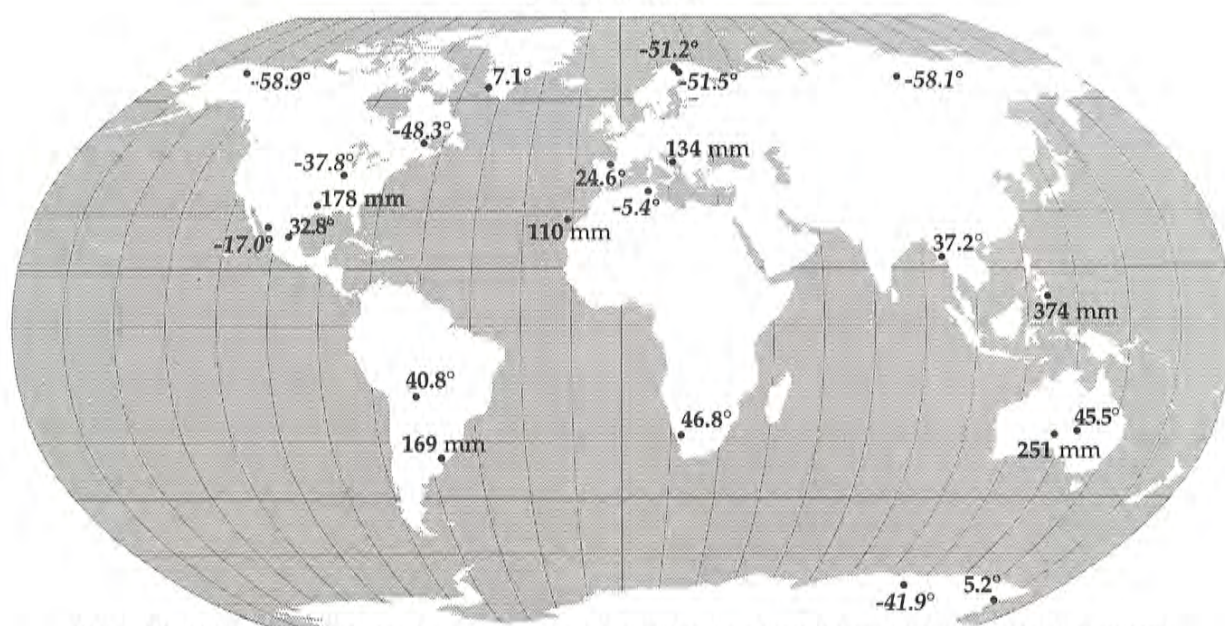 -51.2°
-58.9°
7.1°
-51.5°
-58.1°
-48.3°
-37.8°
134 mm
24.6°
178 mm
-5.4°
32.8°
-17.0°
110 mm
37.2°
374 mm
40.8°
46.8°
45.5°
169 mm
251 mm
5.2°
-41.9°